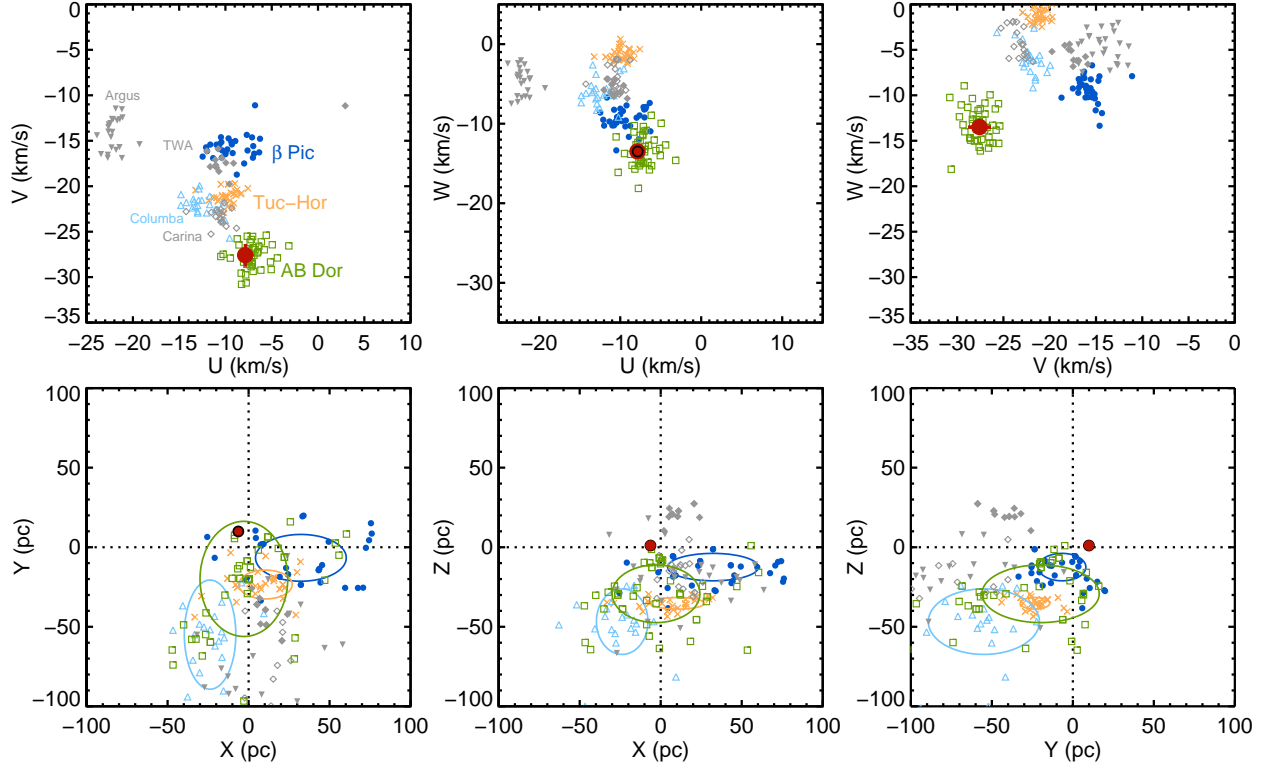 0
−5
−10
−15
−20
−25
−30
−35
V (km/s)
Argus
TWA
β Pic
Tuc−Hor
Columba
Carina
AB Dor
−25 −20 −15 −10 −5 0 5 10
U (km/s)
0
−10
−20
−30
W (km/s)
−20 −10 0 10
U (km/s)
0
−5
−10
−15
−20
−25
−30
−35
W (km/s)
−35 −30 −25 −20 −15 −10 −5 0
V (km/s)
100
50
0
−50
−100
Y (pc)
−100 −50 0 50 100
X (pc)
100
50
0
−50
−100
Z (pc)
−100 −50 0 50 100
X (pc)
100
50
0
−50
−100
Z (pc)
−100 −50 0 50 100
Y (pc)